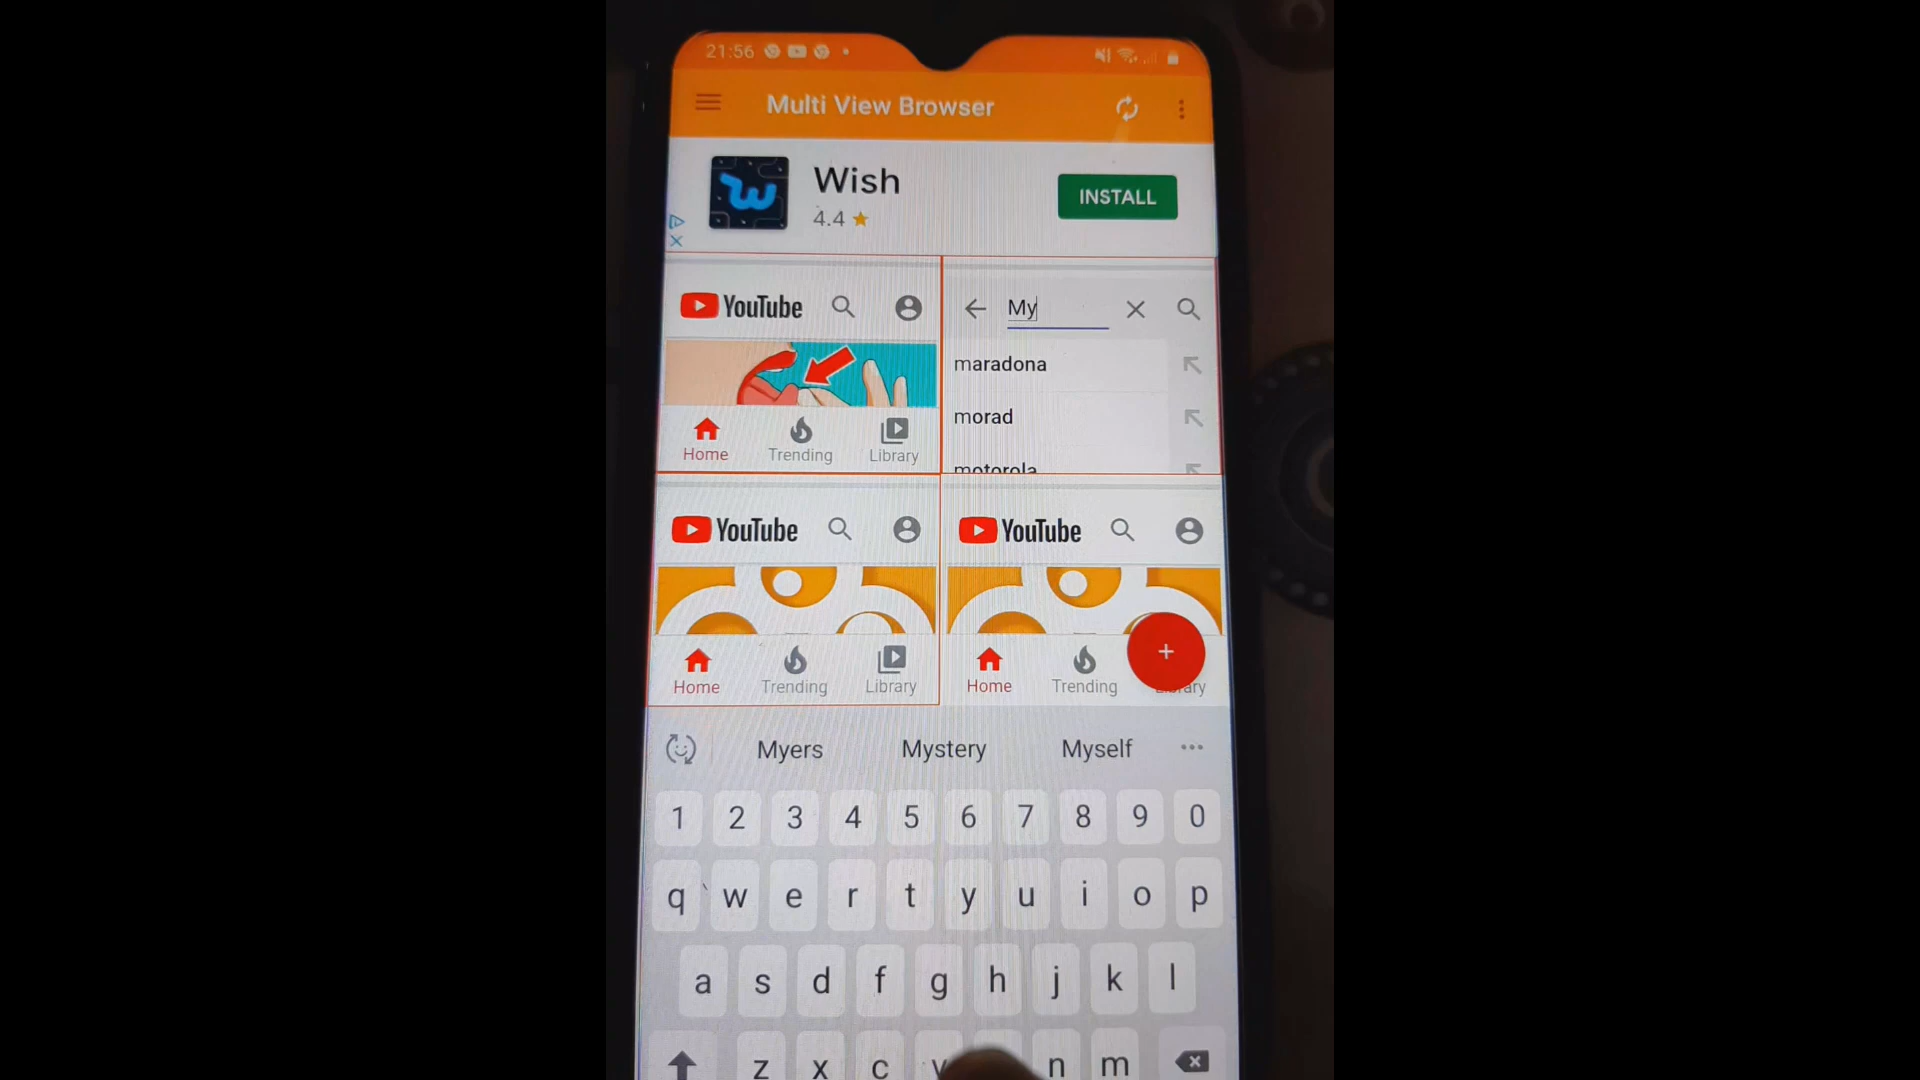 21:56
Multi View Browser
Wish
4.4
INSTALL
YouTube
Home Trending Library
My
maradona
morad
motorola
YouTube
Home Trending Library
YouTube
Home Trending
Myers Mystery Myself
1 2 3 4 5 6 7 8 9 0
q w e r t y u i o p
a s d f g h j k l
z x c v n m